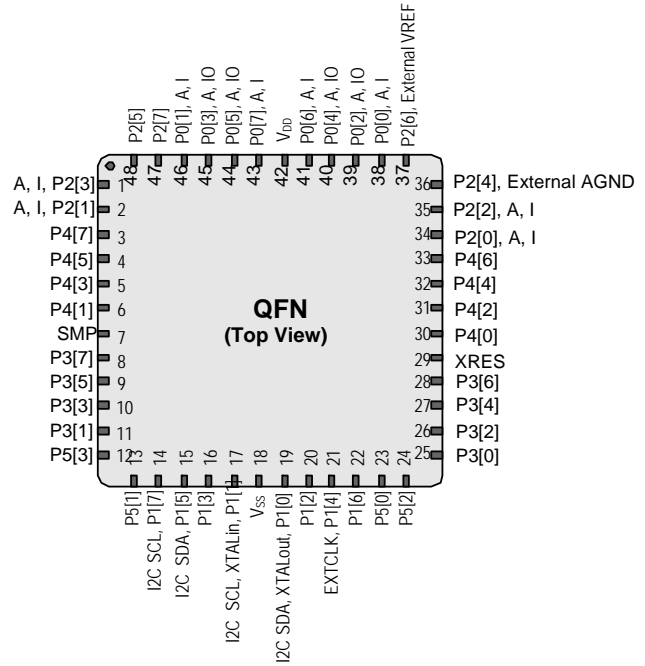 P2[5]
P2[7]
P0[1], A, I
P0[3], A, IO
P0[5], A, IO
P0[7], A, I
VDD
P0[6], A, I
P0[4], A, IO
P0[2], A, IO
P0[0], A, I
P2[6], External VREF
48
47
46
45
44
43
42
41
40
39
38
37
A, I, P2[3] 1
A, I, P2[1] 2
P4[7] 3
P4[5] 4
P4[3] 5
P4[1] 6
SMP 7
P3[7] 8
P3[5] 9
P3[3] 10
P3[1] 11
P5[3] 12
QFN
(Top View)
36 P2[4], External AGND
35 P2[2], A, I
34 P2[0], A, I
33 P4[6]
32 P4[4]
31 P4[2]
30 P4[0]
29 XRES
28 P3[6]
27 P3[4]
26 P3[2]
25 P3[0]
13
14
15
16
17
18
19
20
21
22
23
24
P5[1]
I2C SCL, P1[7]
I2C SDA, P1[5]
P1[3]
I2C SCL, XTALin, P1[1]
VSS
I2C SDA, XTALout, P1[0]
P1[2]
EXTCLK, P1[4]
P1[6]
P5[0]
P5[2]